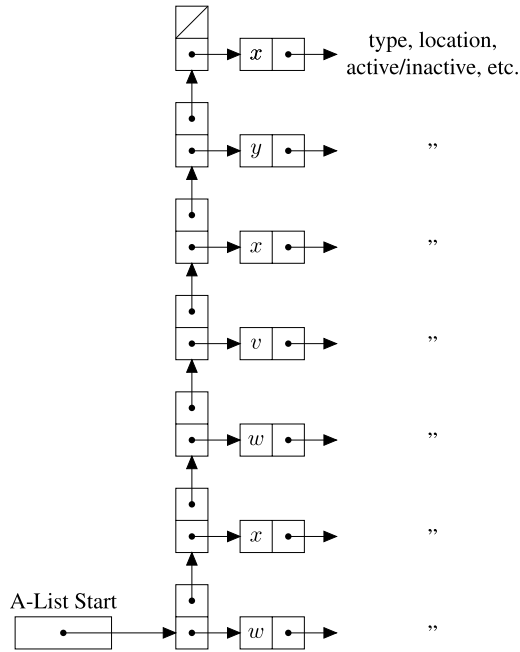 x
type, location,
active/inactive, etc.
y ”
x ”
v ”
w ”
x ”
A-List Start
w ”